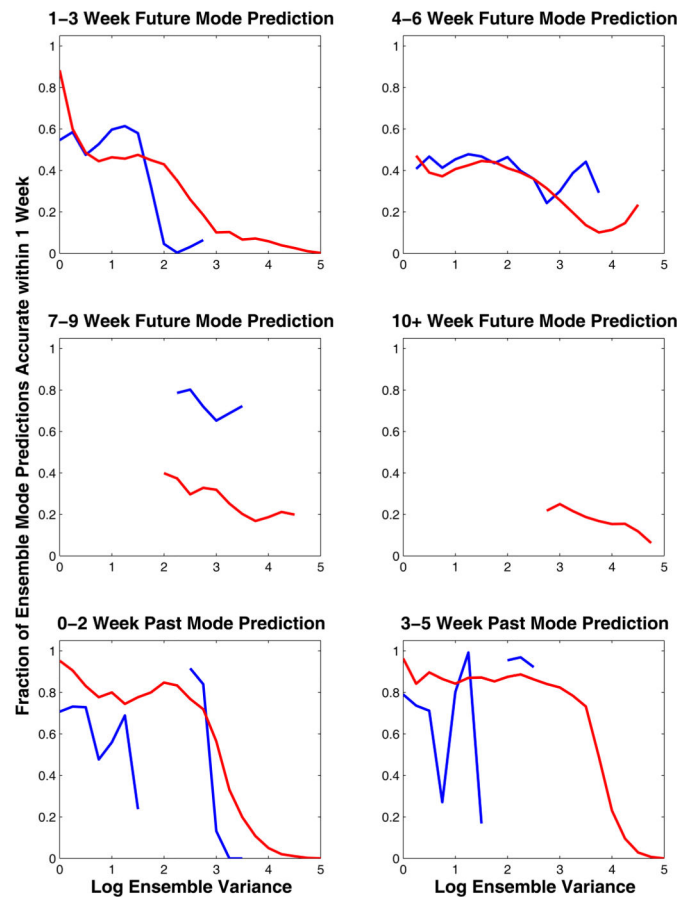 1–3 Week Future Mode Prediction
4–6 Week Future Mode Prediction
1
0.8
0.6
0.4
0.2
0
0 1 2 3 4 5
1
0.8
0.6
0.4
0.2
0
0 1 2 3 4 5
7–9 Week Future Mode Prediction
10+ Week Future Mode Prediction
1
0.8
0.6
0.4
0.2
0
0 1 2 3 4 5
1
0.8
0.6
0.4
0.2
0
0 1 2 3 4 5
0–2 Week Past Mode Prediction
3–5 Week Past Mode Prediction
1
0.8
0.6
0.4
0.2
0
0 1 2 3 4 5
1
0.8
0.6
0.4
0.2
0
0 1 2 3 4 5
Log Ensemble Variance
Log Ensemble Variance
Fraction of Ensemble Mode Predictions Accurate within 1 Week